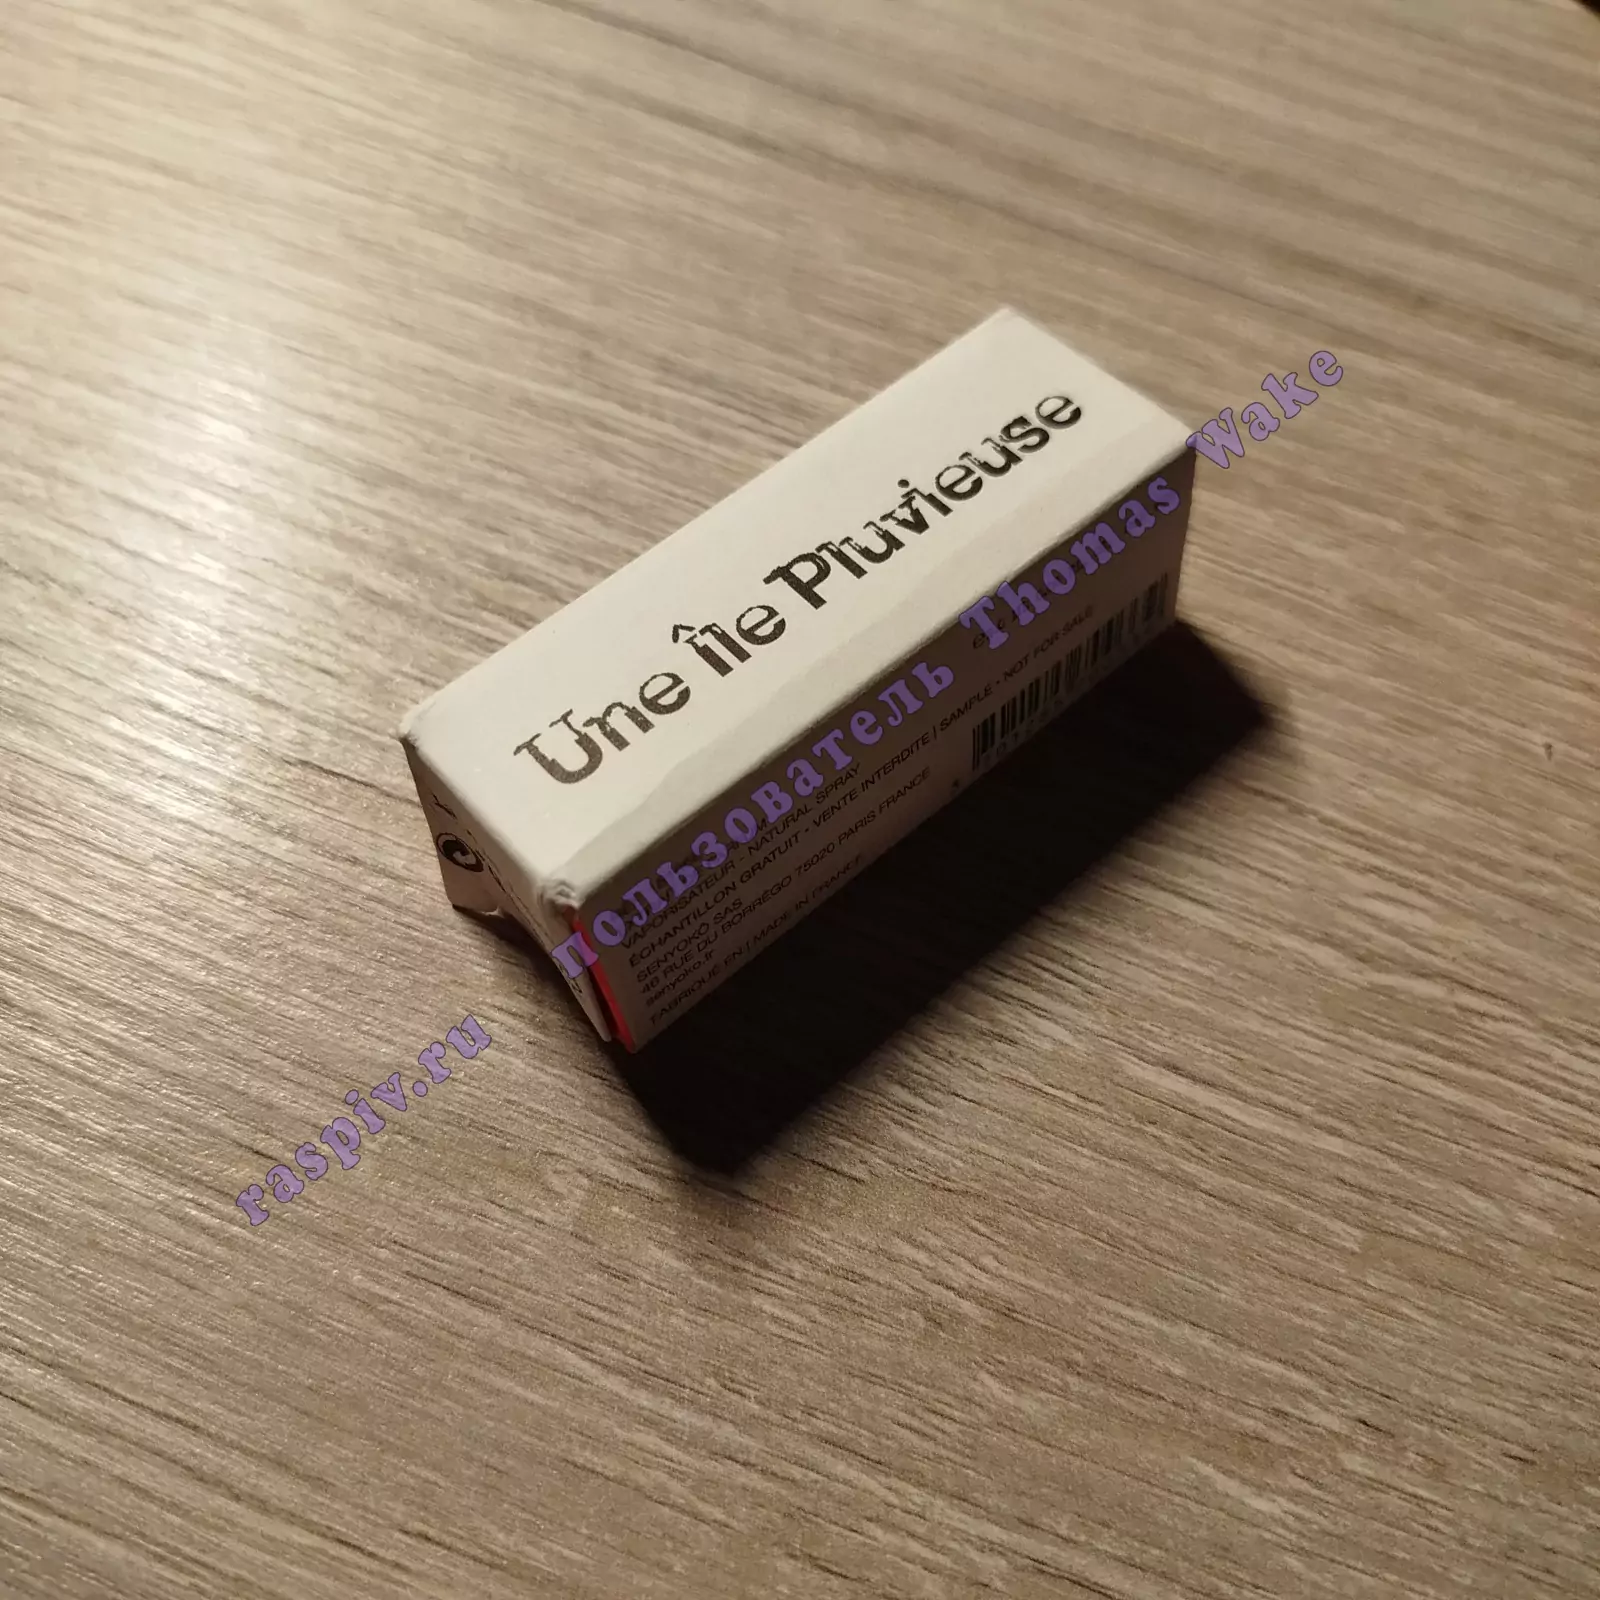 Une Île Pluvieuse
VAPORISATEUR - NATURAL SPRAY
ÉCHANTILLON GRATUIT - VENTE INTERDITE | SAMPLE - NOT FOR SALE
SENYOKÔ SAS
48 RUE DU BORRÉGO 75020 PARIS FRANCE
senyoko.fr
FABRIQUÉ EN | MADE IN FRANCE
пользователь Thomas Wake
raspiv.ru